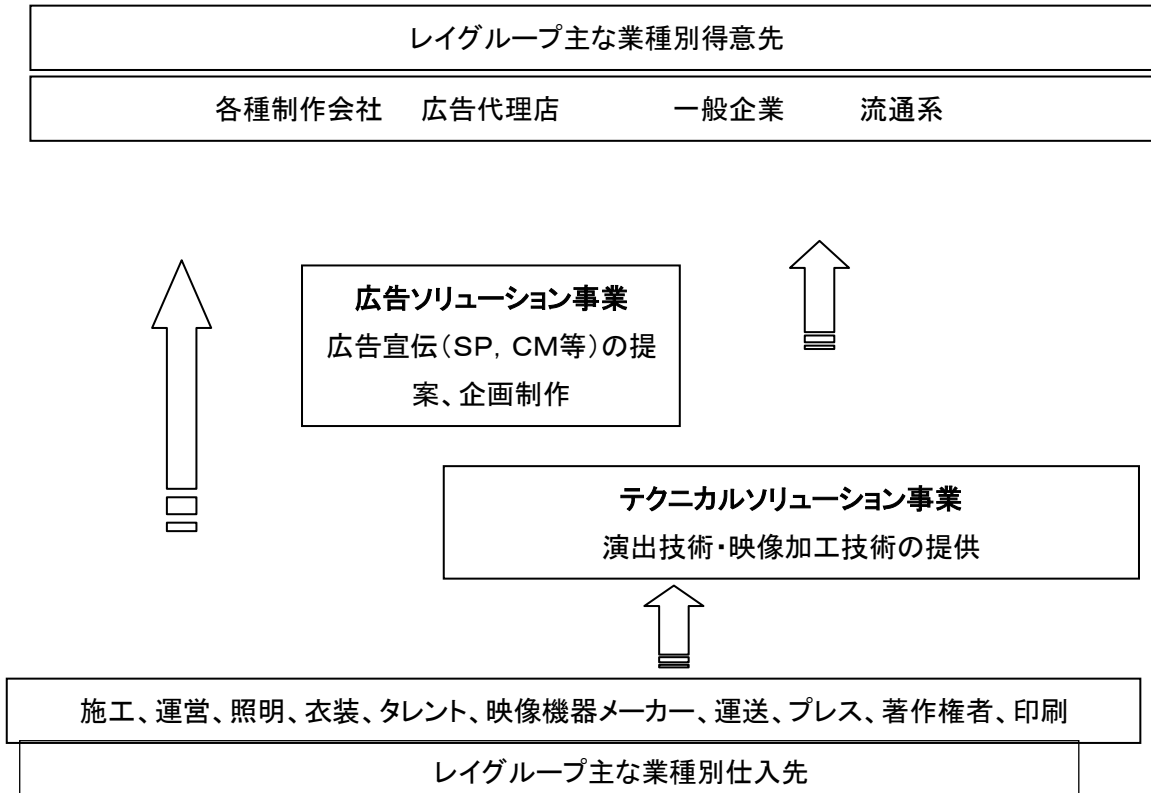 レイグループ主な業種別得意先
各種制作会社 広告代理店 一般企業 流通系
広告ソリューション事業
広告宣伝(SP, CM等)の提
案、企画制作
テクニカルソリューション事業
演出技術・映像加工技術の提供
施工、運営、照明、衣装、タレント、映像機器メーカー、運送、プレス、著作権者、印刷
レイグループ主な業種別仕入先